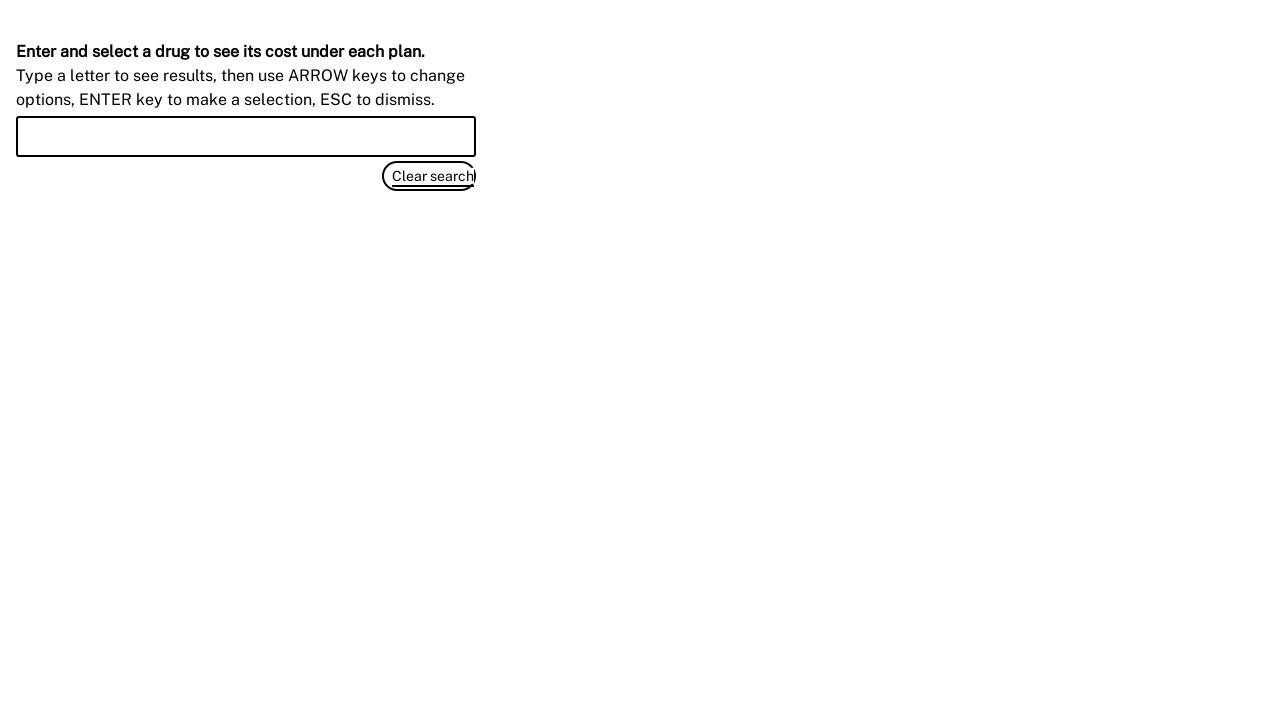 Enter and select a drug to see its cost under each plan.
Type a letter to see results, then use ARROW keys to change
options, ENTER key to make a selection, ESC to dismiss.
Clear search